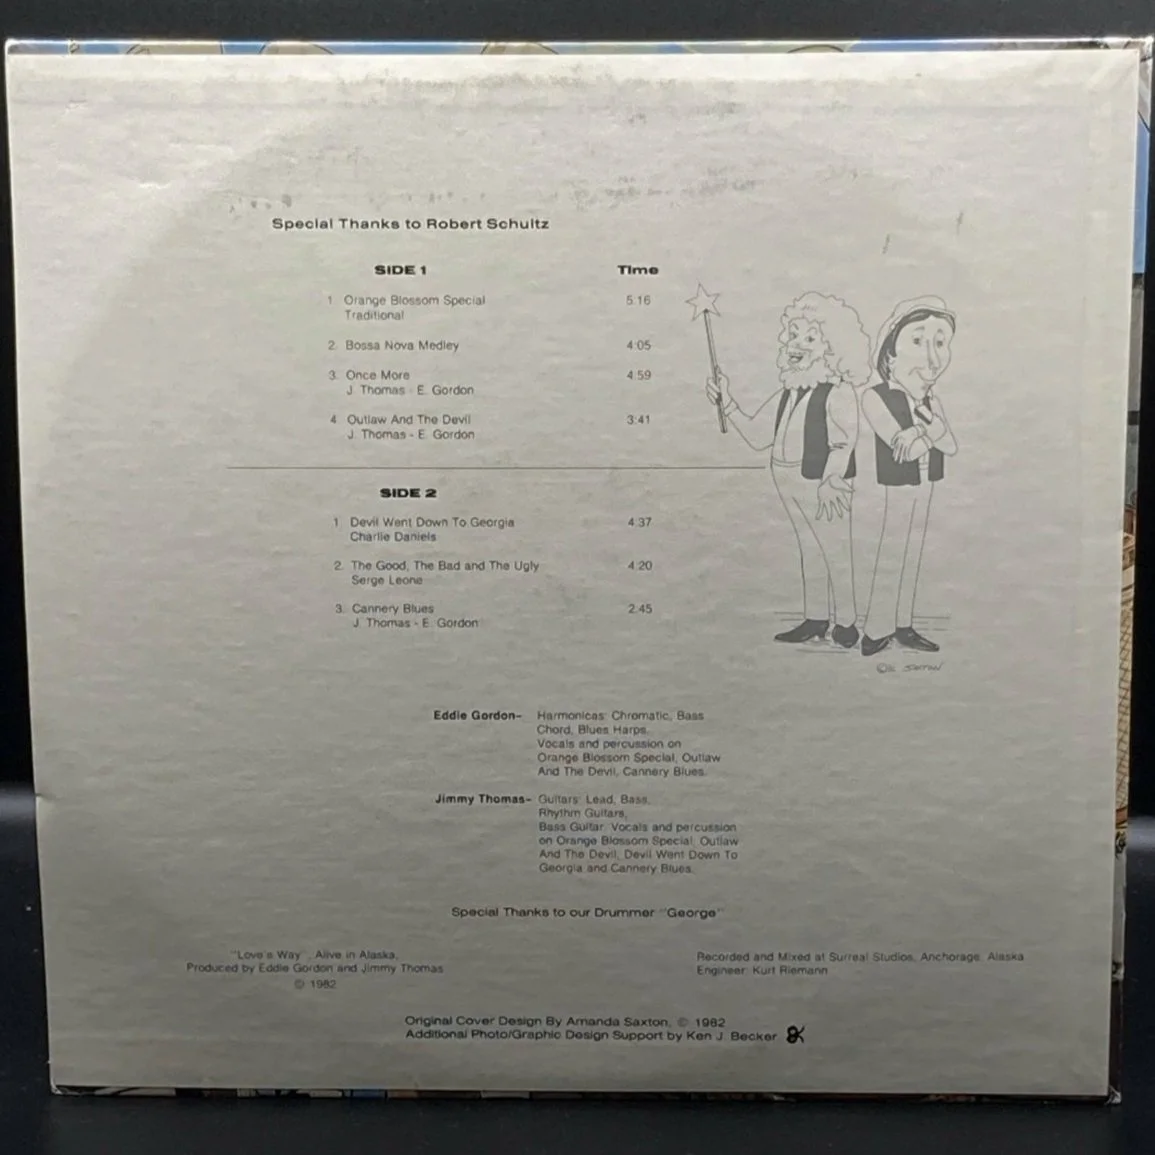 Special Thanks to Robert Schultz
SIDE 1 Time
1 Orange Blossom Special 5:16
Traditional
2. Bossa Nova Medley 4:05
3. Once More 4:59
J. Thomas - E. Gordon
4 Outlaw And The Devil 3:41
J. Thomas - E. Gordon
SIDE 2
1 Devil Went Down To Georgia 4:37
Charlie Daniels
2. The Good, The Bad and The Ugly 4:20
Serge Leone
3. Cannery Blues 2:45
J. Thomas - E. Gordon
SAXTON
Eddie Gordon- Harmonicas: Chromatic, Bass
Chord, Blues Harps.
Vocals and percussion on
Orange Blossom Special, Outlaw
And The Devil, Cannery Blues.
Jimmy Thomas- Guitars: Lead, Bass,
Rhythm Guitars,
Bass Guitar, Vocals and percussion
on Orange Blossom Special, Outlaw
And The Devil, Devil Went Down To
Georgia and Cannery Blues.
Special Thanks to our Drummer "George"
"Love's Way", Alive in Alaska,
Produced by Eddie Gordon and Jimmy Thomas
© 1982
Recorded and Mixed at Surreal Studios, Anchorage, Alaska
Engineer: Kurt Riemann
Original Cover Design By Amanda Saxton, © 1982
Additional Photo/Graphic Design Support by Ken J. Becker